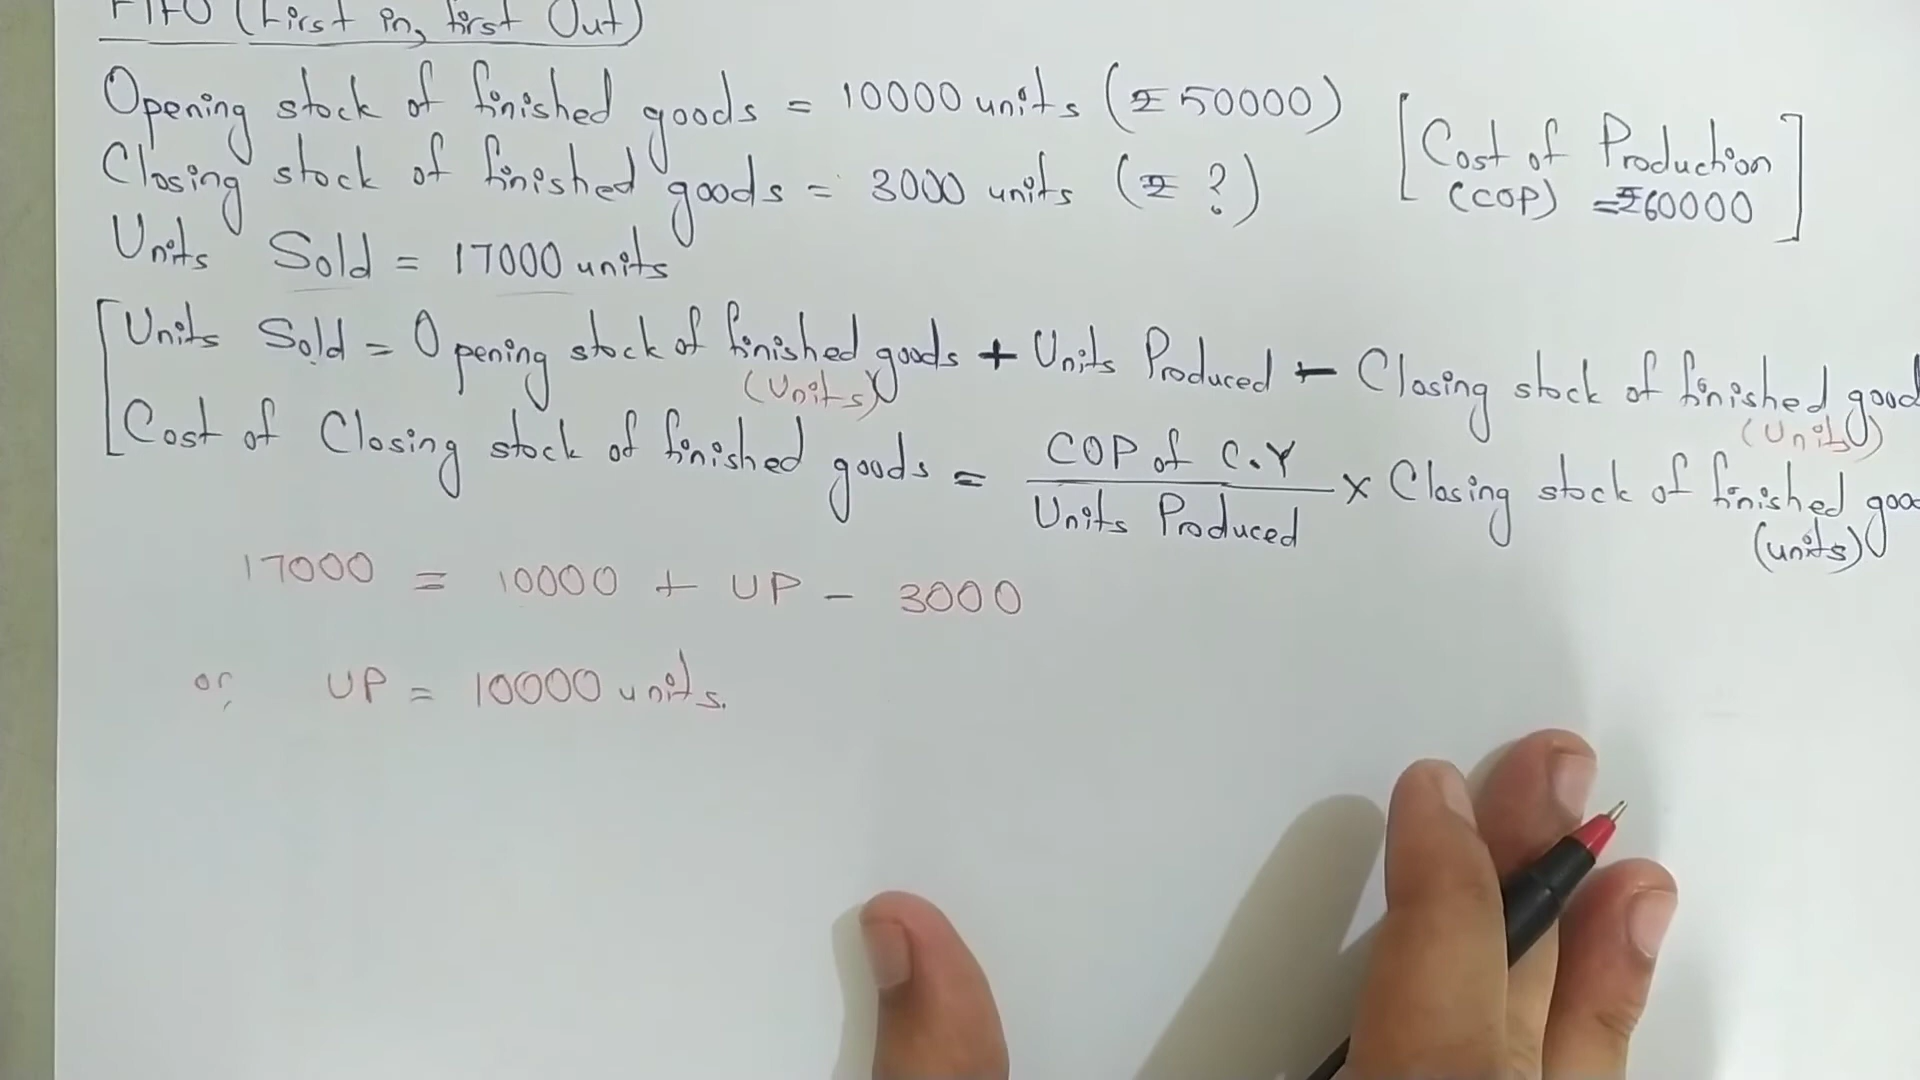 FIFO (First in, first Out)
Opening stock of finished goods = 10000 units (₹ 50000)
Closing stock of finished goods = 3000 units (₹ ?)
[Cost of Production
(COP) = ₹60000]
Units Sold = 17000 units
Units Sold = Opening stock of finished goods + Units Produced - Closing stock of finished good
(Units)
(Units)
Cost of Closing stock of finished goods = COP of C.Y / Units Produced × Closing stock of finished goo
(units)
17000 = 10000 + UP - 3000
or, UP = 10000 units.